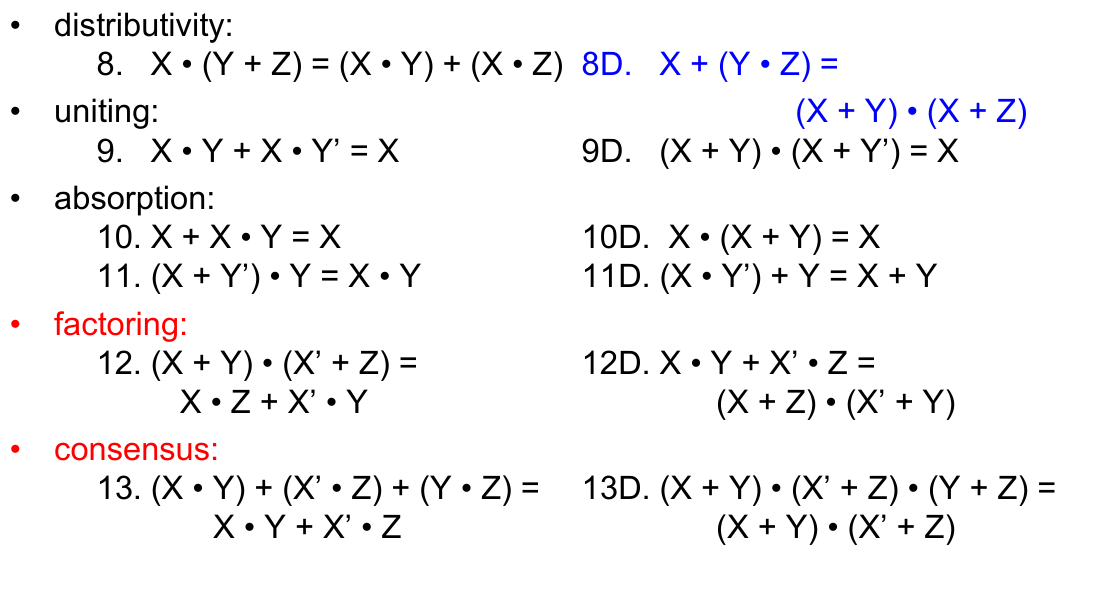 • distributivity:
8. X • (Y + Z) = (X • Y) + (X • Z) 8D. X + (Y • Z) =
• uniting: (X + Y) • (X + Z)
9. X • Y + X • Y’ = X 9D. (X + Y) • (X + Y’) = X
• absorption:
10. X + X • Y = X 10D. X • (X + Y) = X
11. (X + Y’) • Y = X • Y 11D. (X • Y’) + Y = X + Y
• factoring:
12. (X + Y) • (X’ + Z) = 12D. X • Y + X’ • Z =
X • Z + X’ • Y (X + Z) • (X’ + Y)
• consensus:
13. (X • Y) + (X’ • Z) + (Y • Z) = 13D. (X + Y) • (X’ + Z) • (Y + Z) =
X • Y + X’ • Z (X + Y) • (X’ + Z)